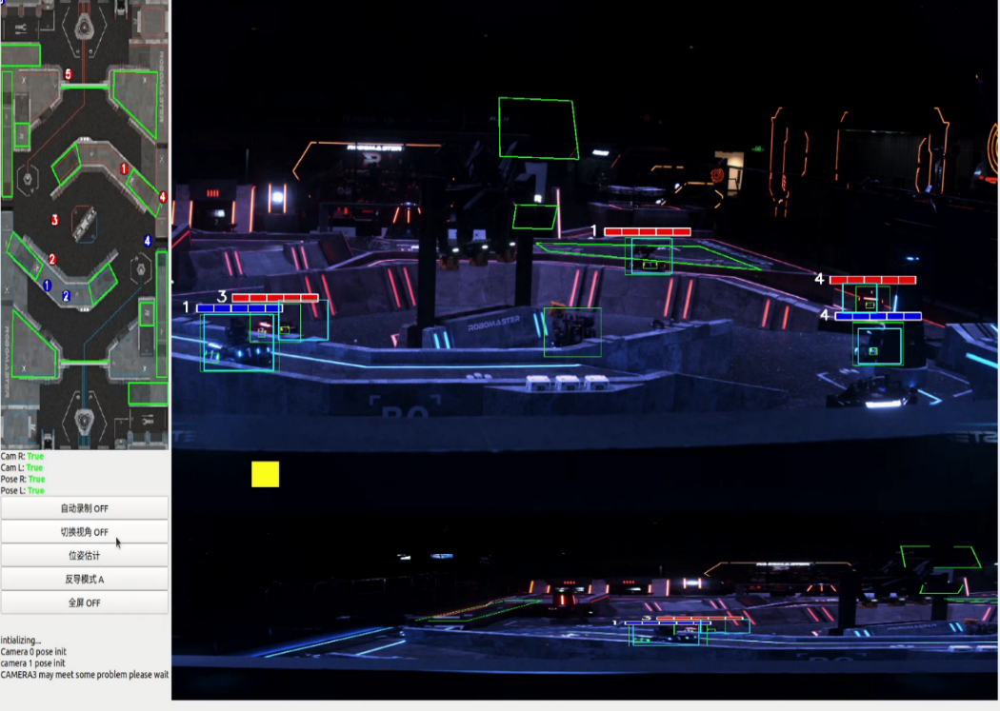 5
1
4
3
4
2
1
2
Cam R: True
Cam L: True
Pose R: True
Pose L: True
自动录制 OFF
切换视角 OFF
位姿估计
反导模式 A
全屏 OFF
intializing...
Camera 0 pose init
camera 1 pose init
CAMERA3 may meet some problem please wait
ROBOMASTER
1
4
3
1
4
ROBOMASTER
3
1